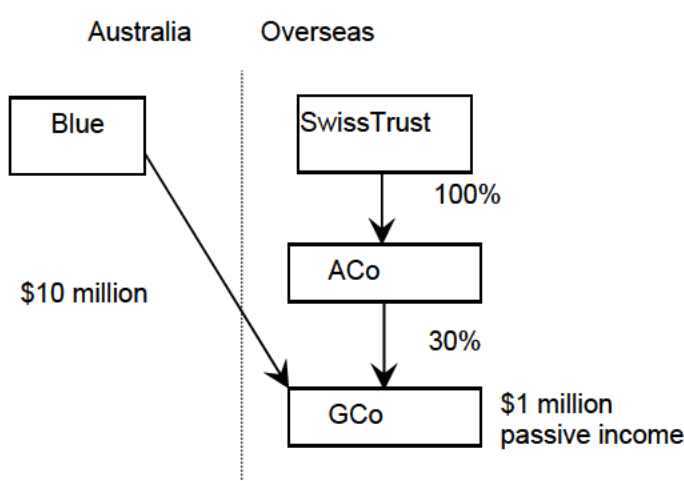 Australia
Overseas
Blue
SwissTrust
100%
ACo
$10 million
30%
GCo
$1 million
passive income